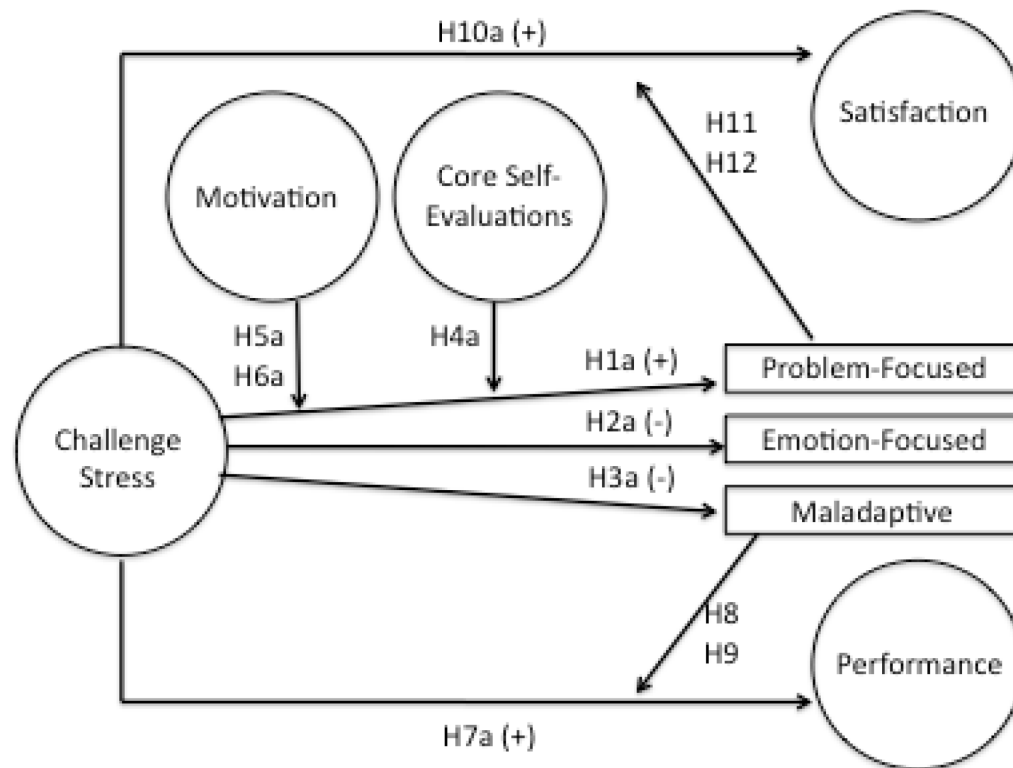 H10a (+)
Satisfaction
H11
H12
Motivation
Core Self-
Evaluations
H5a
H6a
H4a
H1a (+)
Problem-Focused
Challenge
Stress
H2a (-)
Emotion-Focused
H3a (-)
Maladaptive
H8
H9
Performance
H7a (+)